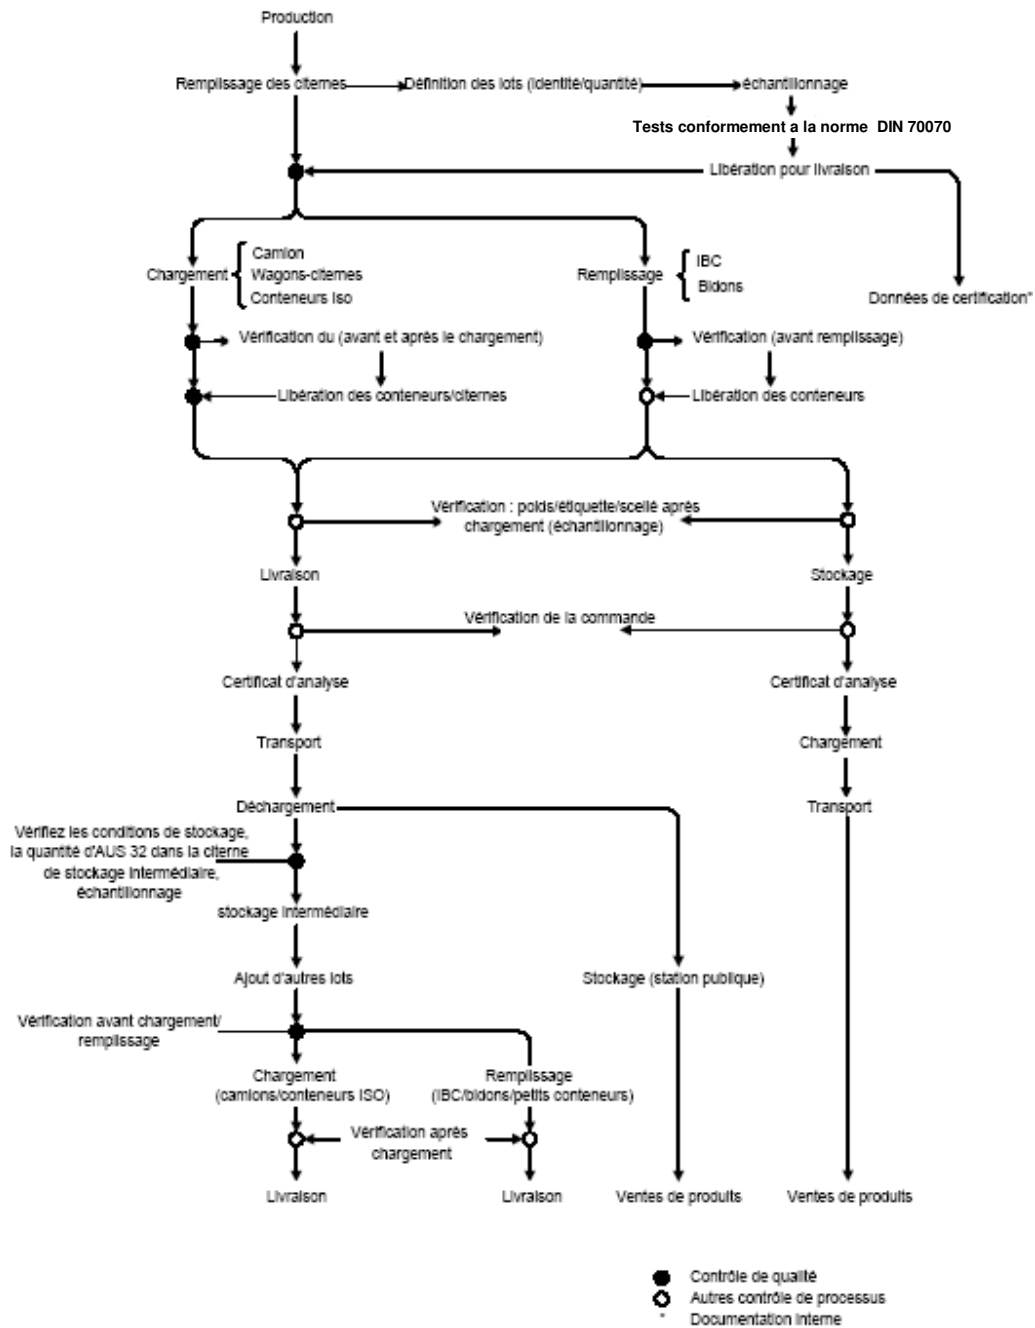 Production
Remplissage des citernes
Définition des lots (identité/quantité)
échantillonnage
Tests conformement a la norme DIN 70070
Libération pour livraison
Camion
Chargement
Wagons-citernes
Conteneurs Iso
Remplissage
IBC
Bidons
Données de certification*
Vérification du (avant et après le chargement)
Vérification (avant remplissage)
Libération des conteneurs/citernes
Libération des conteneurs
Vérification : poids/étiquette/scellé après
chargement (échantillonnage)
Livraison
Stockage
Vérification de la commande
Certificat d'analyse
Certificat d'analyse
Transport
Chargement
Déchargement
Transport
Vérifiez les conditions de stockage,
la quantité d'AUS 32 dans la citerne
de stockage intermédiaire,
échantillonnage
stockage intermédiaire
Ajout d'autres lots
Stockage (station publique)
Vérification avant chargement/
remplissage
Chargement
(camions/conteneurs ISO)
Remplissage
(IBC/bidons/petits conteneurs)
Vérification après
chargement
Livraison
Livraison
Ventes de produits
Ventes de produits
Contrôle de qualité
Autres contrôle de processus
* Documentation interne